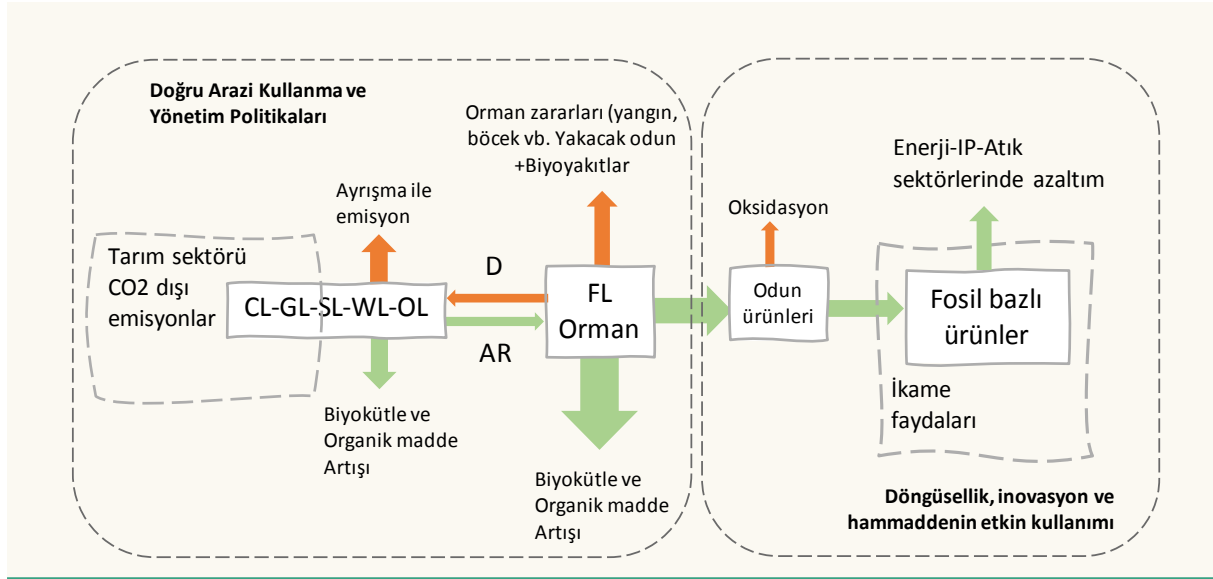 Doğru Arazi Kullanma ve
Yönetim Politikaları
Orman zararları (yangın,
böcek vb. Yakacak odun
+Biyoyakıtlar
Ayrışma ile
emisyon
Tarım sektörü
CO2 dışı
emisyonlar
CL-GL-SL-WL-OL
D
AR
FL
Orman
Biyokütle ve
Organik madde
Artışı
Biyokütle ve
Organik madde
Artışı
Oksidasyon
Odun
ürünleri
Enerji-IP-Atık
sektörlerinde azaltım
Fosil bazlı
ürünler
İkame
faydaları
Döngüsellik, inovasyon ve
hammaddenin etkin kullanımı